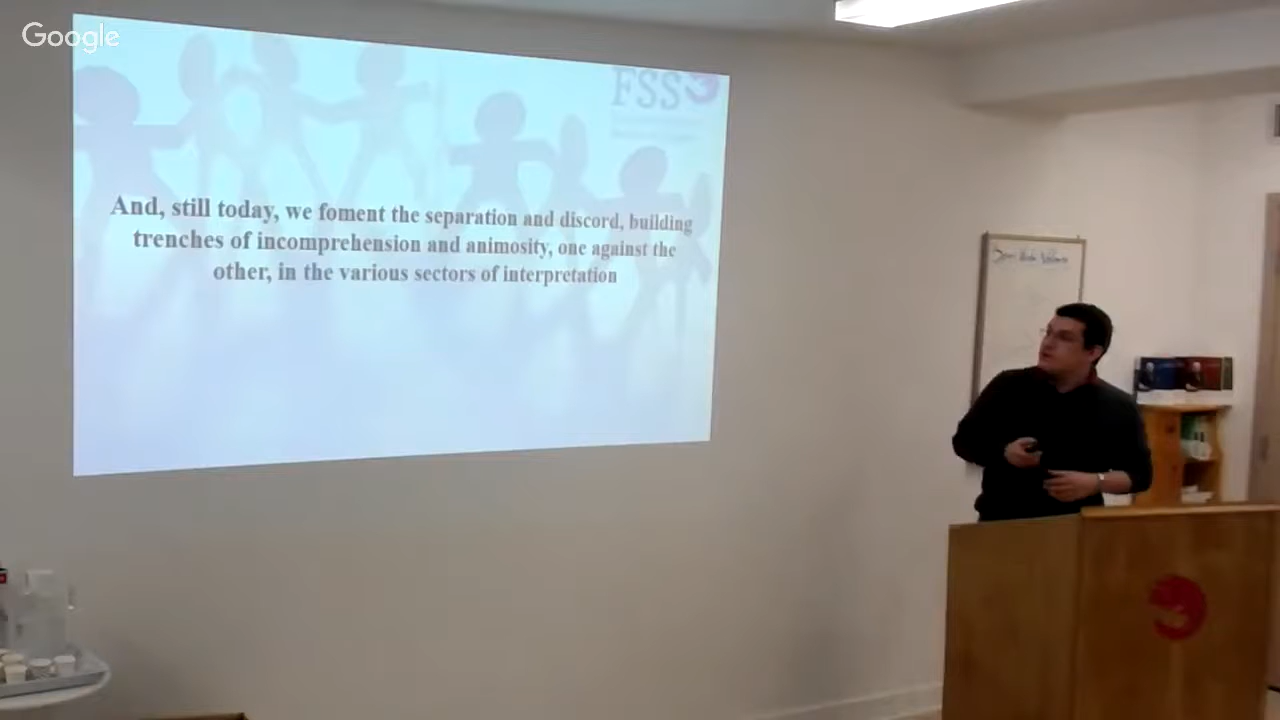 Google
FSS
And, still today, we foment the separation and discord, building
trenches of incomprehension and animosity, one against the
other, in the various sectors of interpretation